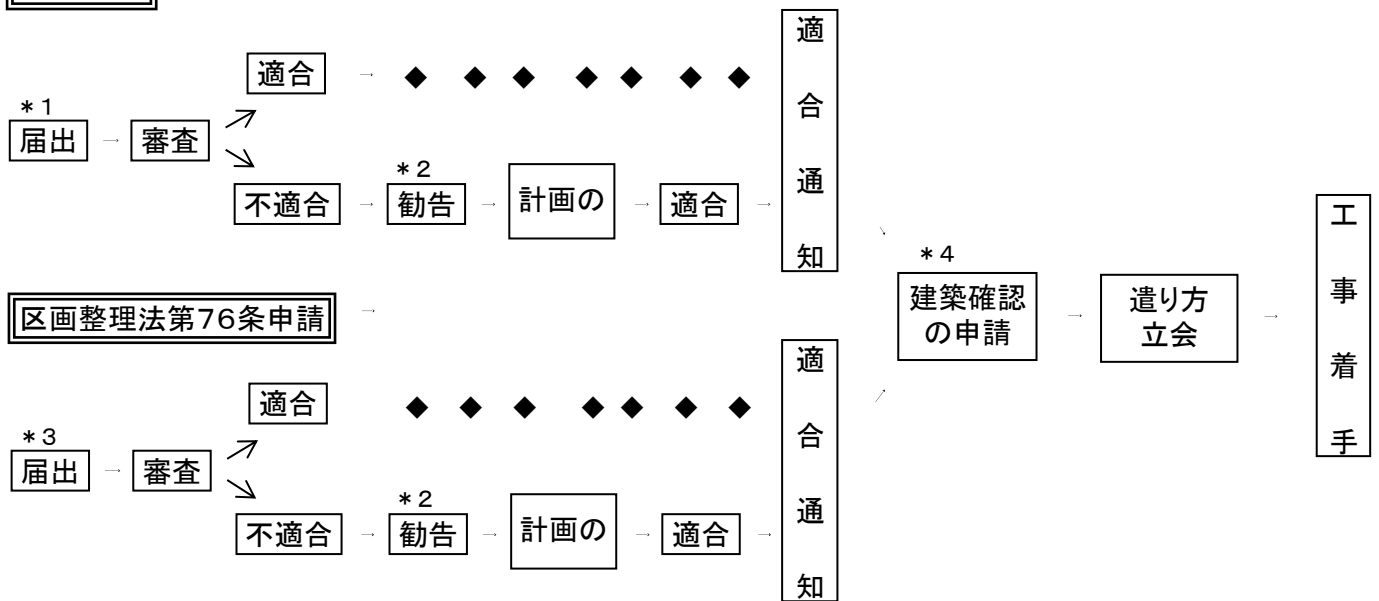 適合
*1
届出
審査
不適合
*2
勧告
計画の
適合
適合通知
区画整理法第76条申請
適合
*3
届出
審査
不適合
*2
勧告
計画の
適合
適合通知
*4
建築確認
の申請
遣り方
立会
工事着手